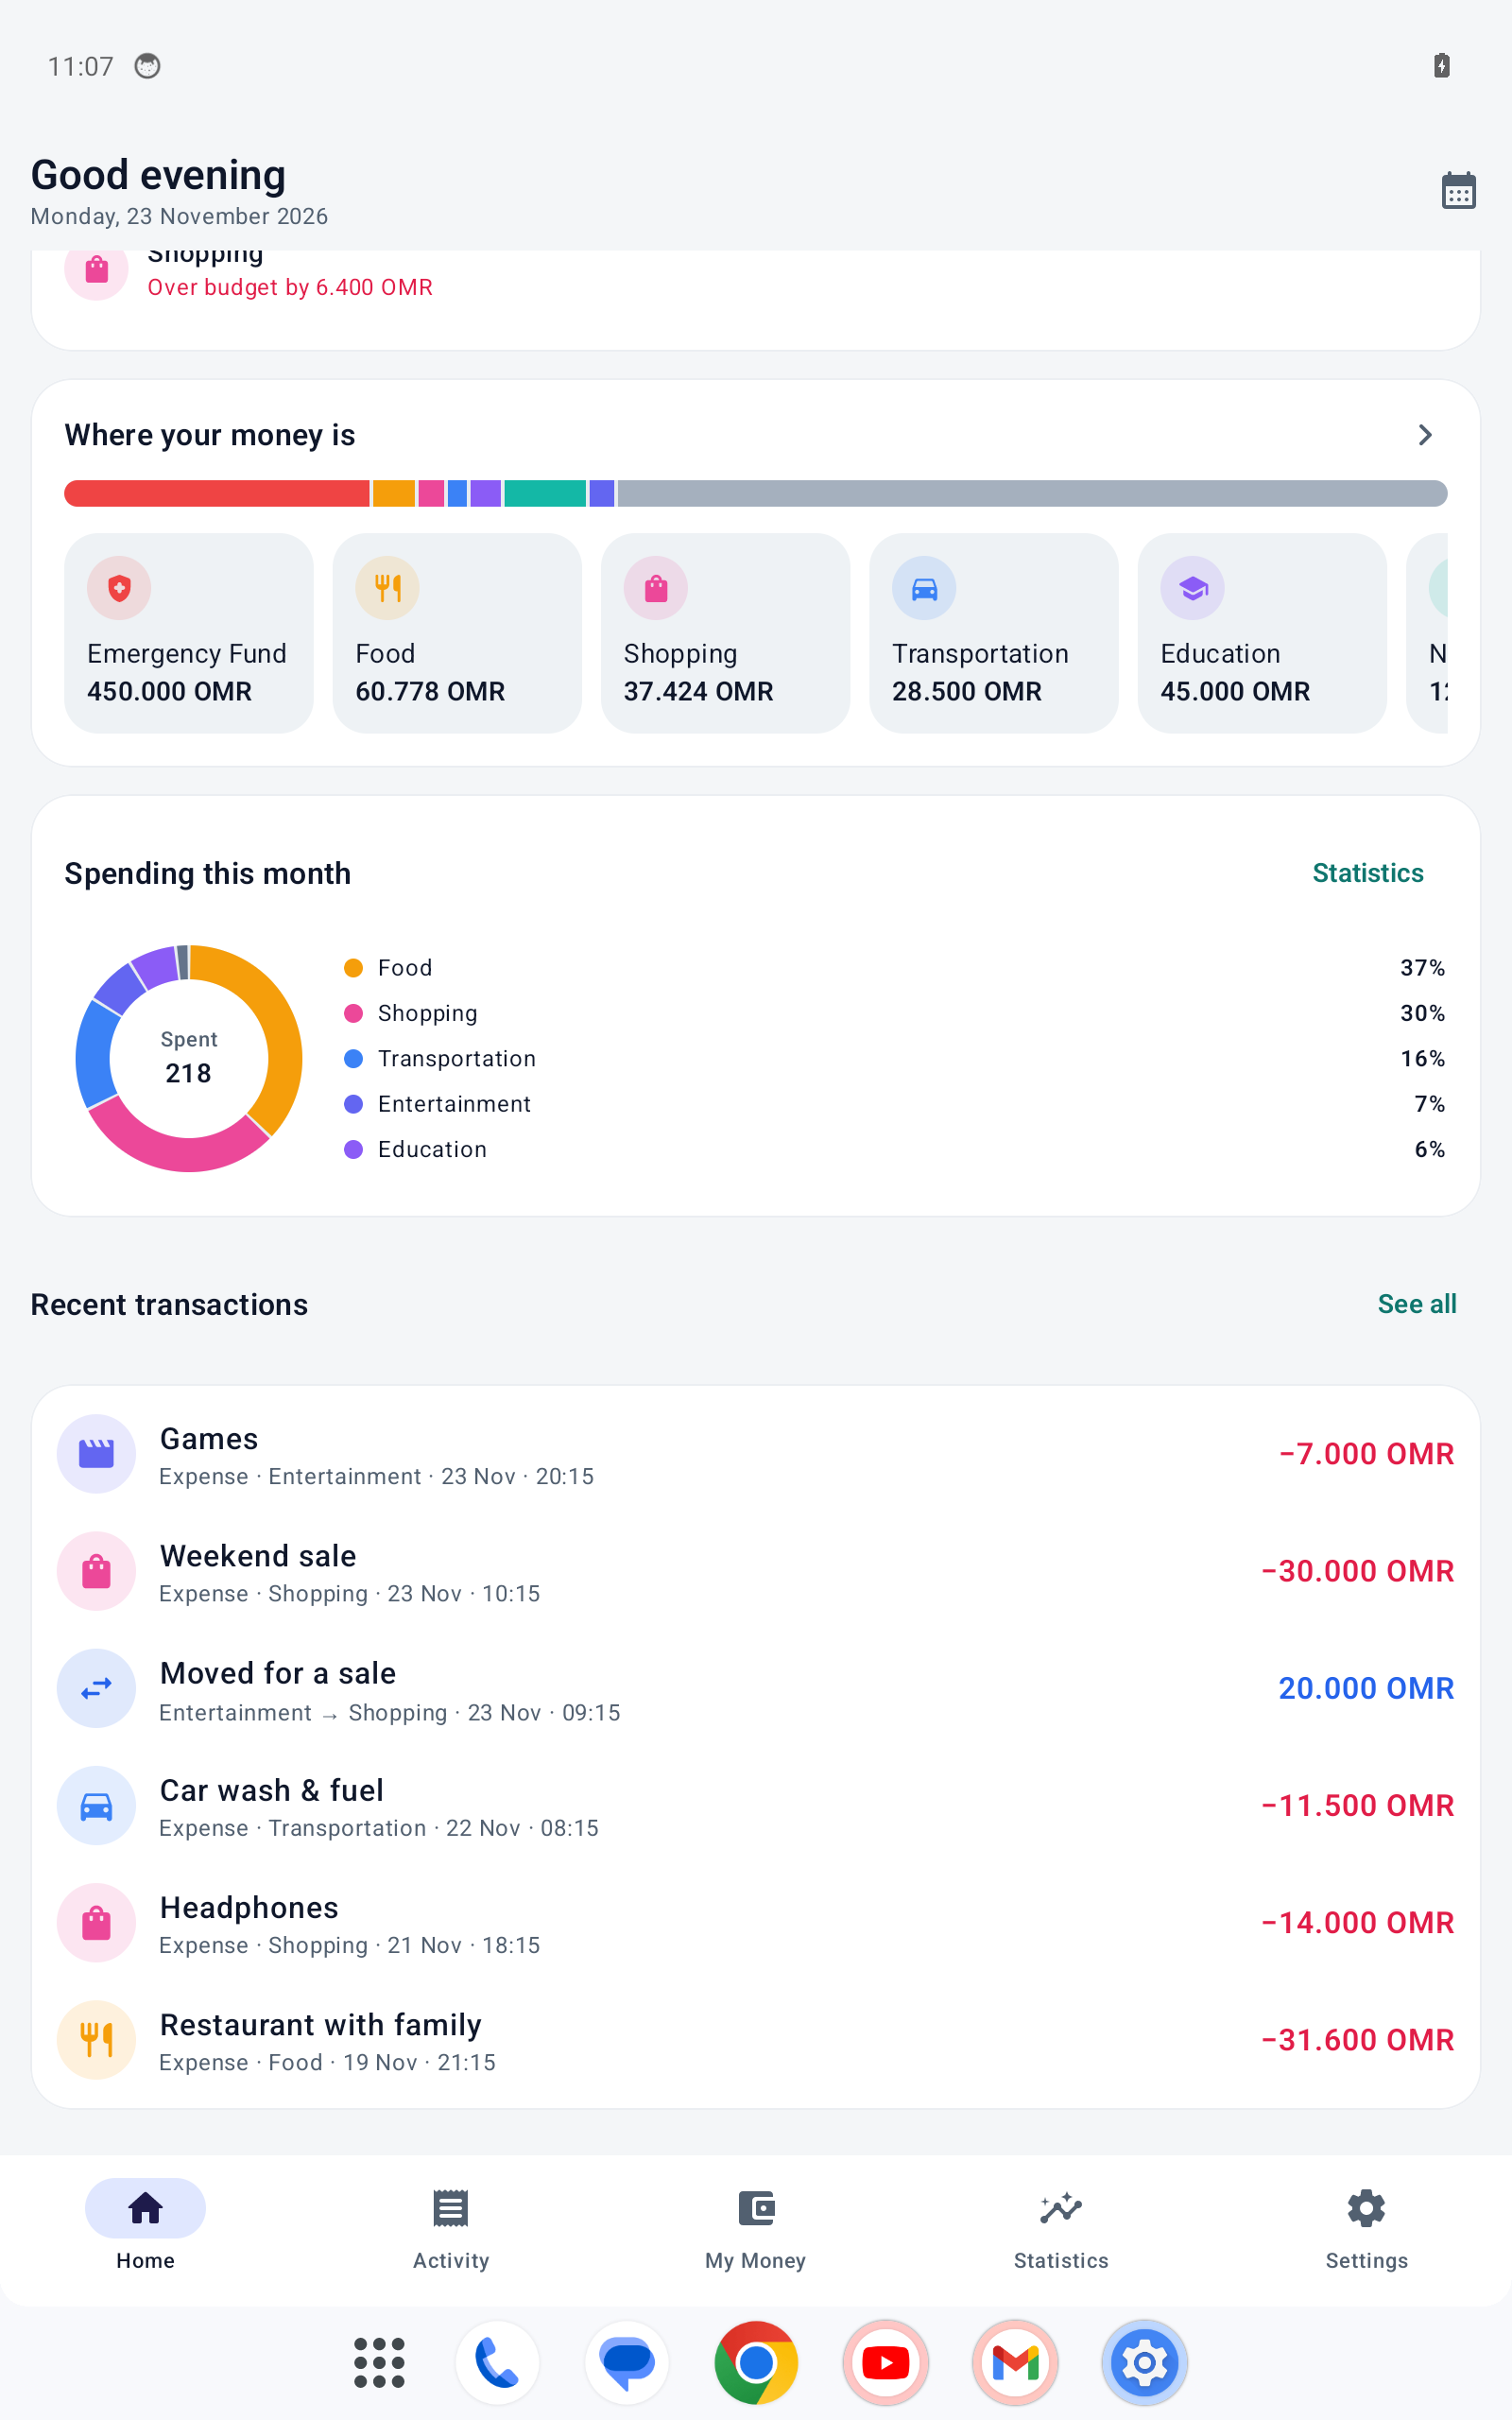 11:07
Good evening
Monday, 23 November 2026
Shopping
Over budget by 6.400 OMR
Where your money is
Emergency Fund
450.000 OMR
Food
60.778 OMR
Shopping
37.424 OMR
Transportation
28.500 OMR
Education
45.000 OMR
Spending this month
Statistics
Spent
218
Food 37%
Shopping 30%
Transportation 16%
Entertainment 7%
Education 6%
Recent transactions
See all
Games
Expense · Entertainment · 23 Nov · 20:15
−7.000 OMR
Weekend sale
Expense · Shopping · 23 Nov · 10:15
−30.000 OMR
Moved for a sale
Entertainment → Shopping · 23 Nov · 09:15
20.000 OMR
Car wash & fuel
Expense · Transportation · 22 Nov · 08:15
−11.500 OMR
Headphones
Expense · Shopping · 21 Nov · 18:15
−14.000 OMR
Restaurant with family
Expense · Food · 19 Nov · 21:15
−31.600 OMR
Home
Activity
My Money
Statistics
Settings